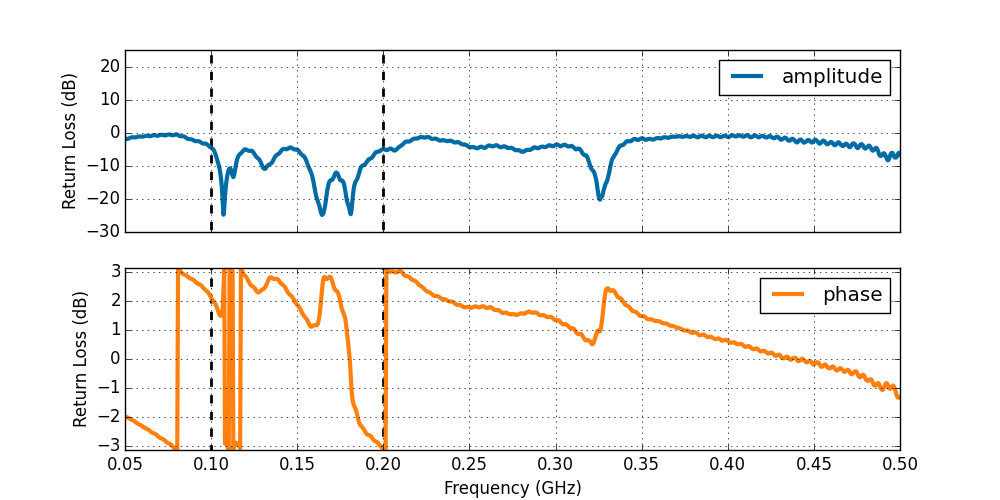 Return Loss (dB)
20
10
0
−10
−20
−30
amplitude
Return Loss (dB)
3
2
1
0
−1
−2
−3
phase
0.05 0.10 0.15 0.20 0.25 0.30 0.35 0.40 0.45 0.50
Frequency (GHz)